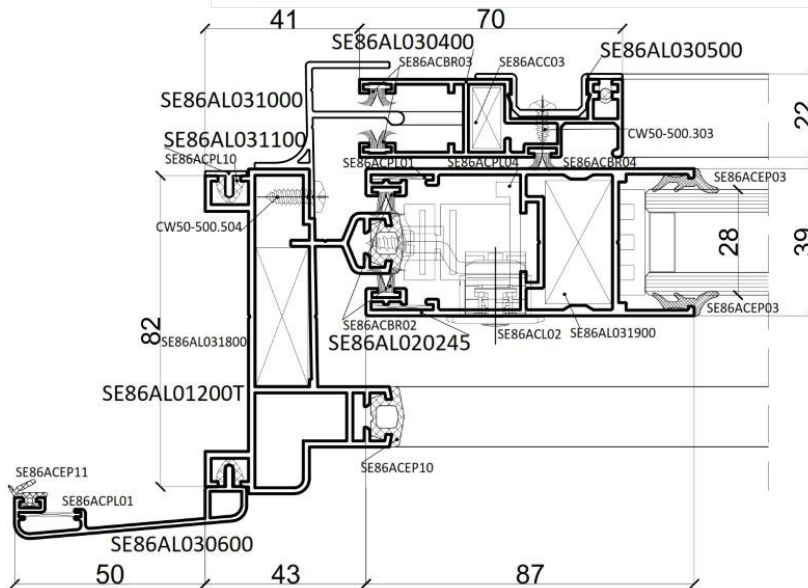 41
70
SE86AL030400
SE86ACBR03
SE86ACC03
SE86AL030500
SE86AL031000
CW50-500.303
22
SE86AL031100
SE86ACPL10
SE86ACPL01
SE86ACPL04
SE86ACBR04
SE86ACEP03
CW50-500.504
28
39
82
SE86AL031800
SE86ACBR02
SE86AL020245
SE86ACL02
SE86AL031900
SE86ACEP03
SE86AL01200T
SE86ACEP10
SE86ACEP11
SE86ACPL01
SE86AL030600
50
43
87